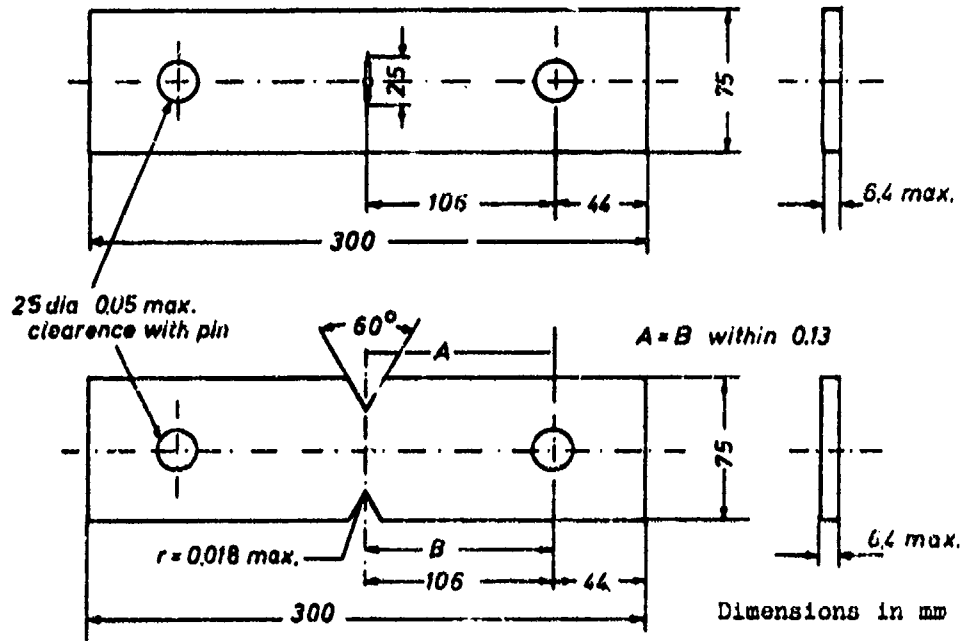 25
75
106
44
6,4 max.
300
25 dia 0,05 max.
clearence with pin
60°
A
A = B within 0.13
75
r = 0,018 max.
B
6,4 max.
106
44
300
Dimensions in mm